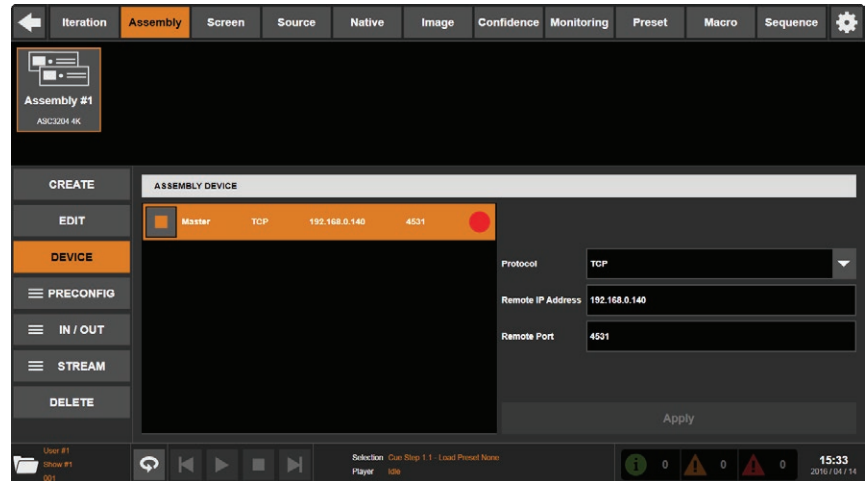 Iteration Assembly Screen Source Native Image Confidence Monitoring Preset Macro Sequence
Assembly #1
ASC3204 4K
CREATE
ASSEMBLY DEVICE
EDIT
Master TCP 192.168.0.140 4531
DEVICE
Protocol TCP
PRECONFIG
Remote IP Address 192.168.0.140
IN / OUT
Remote Port 4531
STREAM
DELETE
Apply
User #1
Show #1
001
Selection Cue Step 1.1 - Load Preset None
Player Idle
0 0 0
15:33
2016 / 04 / 14